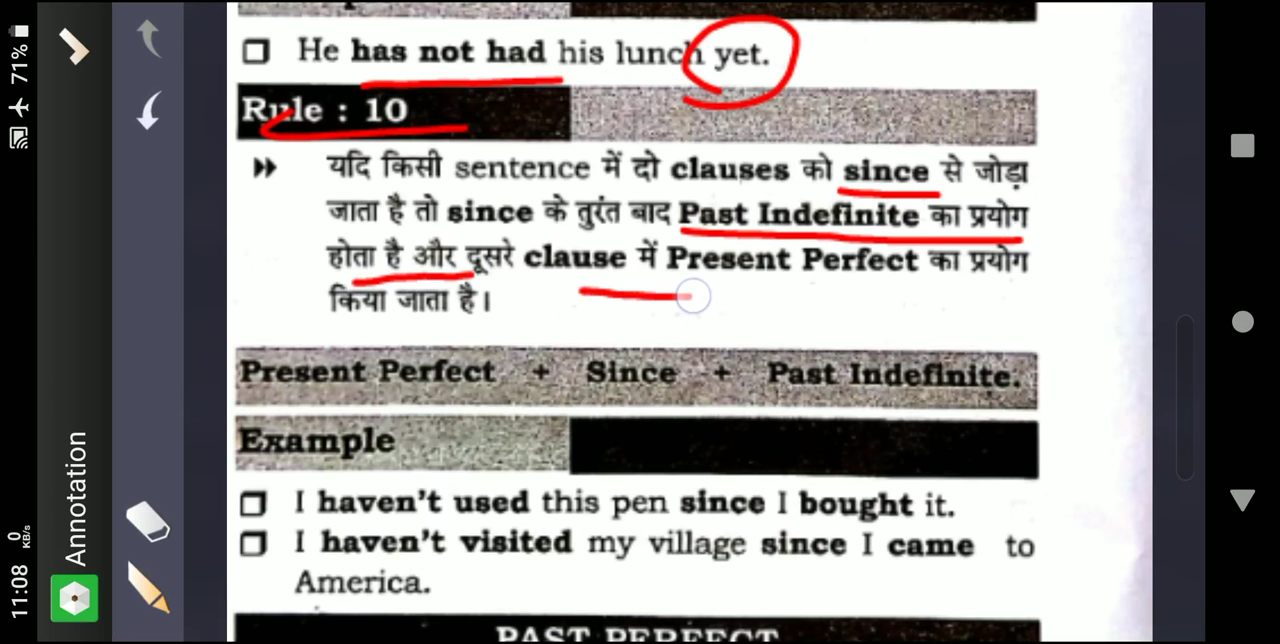 He has not had his lunch yet.
Rule : 10
यदि किसी sentence में दो clauses को since से जोड़ा
जाता है तो since के तुरंत बाद Past Indefinite का प्रयोग
होता है और दूसरे clause में Present Perfect का प्रयोग
किया जाता है।
Present Perfect + Since + Past Indefinite.
Example
I haven't used this pen since I bought it.
I haven't visited my village since I came to
America.
PAST PERFECT
Annotation
11:08 0 KB/s
71%